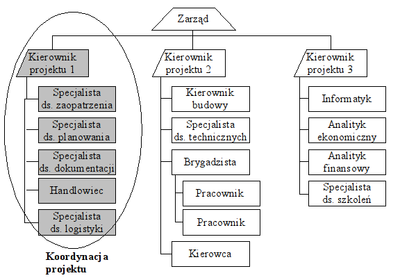 Zarząd
Kierownik
projektu 1
Specjalista
ds. zaopatrzenia
Specjalista
ds. planowania
Specjalista
ds. dokumentacji
Handlowiec
Specjalista
ds. logistyki
Koordynacja
projektu
Kierownik
projektu 2
Kierownik
budowy
Specjalista
ds. technicznych
Brygadzista
Pracownik
Pracownik
Kierowca
Kierownik
projektu 3
Informatyk
Analityk
ekonomiczny
Analityk
finansowy
Specjalista
ds. szkoleń